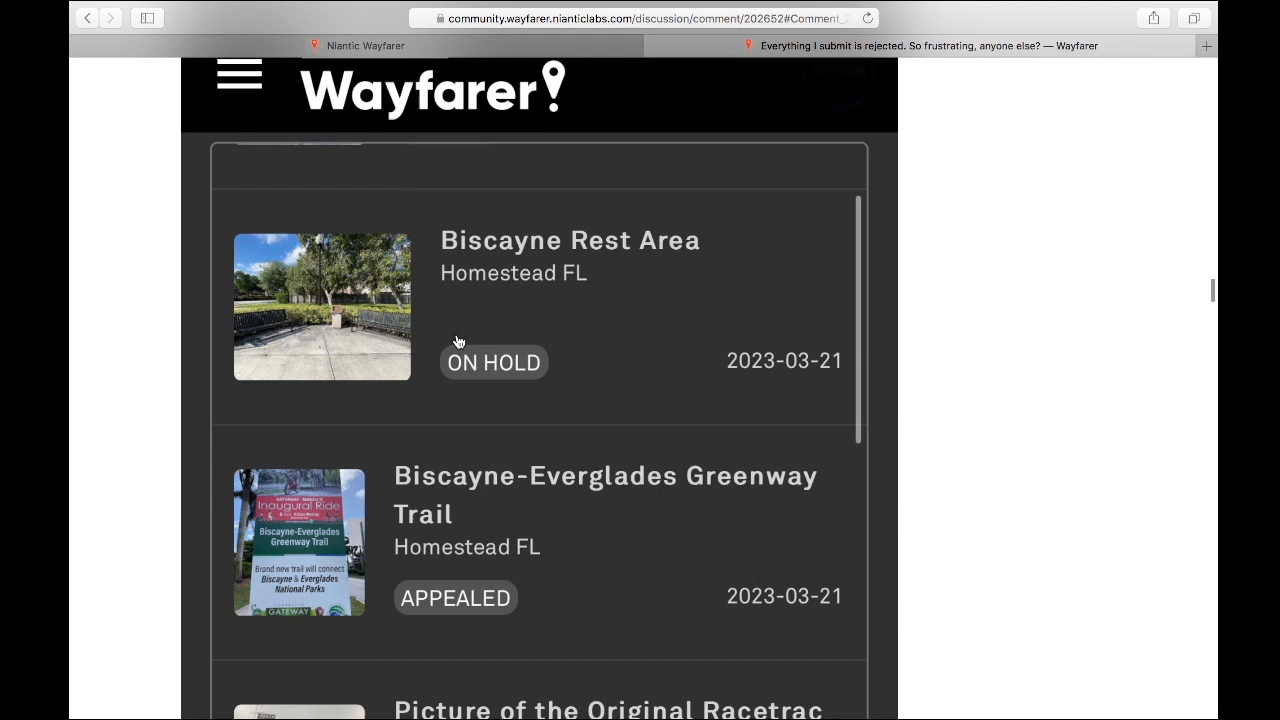 community.wayfarer.nianticlabs.com/discussion/comment/202652#Comment_
Niantic Wayfarer
Everything I submit is rejected. So frustrating, anyone else? — Wayfarer
Wayfarer
Biscayne Rest Area
Homestead FL
ON HOLD
2023-03-21
Biscayne-Everglades Greenway
Trail
Homestead FL
APPEALED
2023-03-21
SATURDAY, MARCH
Inaugural Ride
Biscayne-Everglades
Greenway Trail
Brand new trail will connect
Biscayne & Everglades
National Parks
GATEWAY
Picture of the Original Racetrac